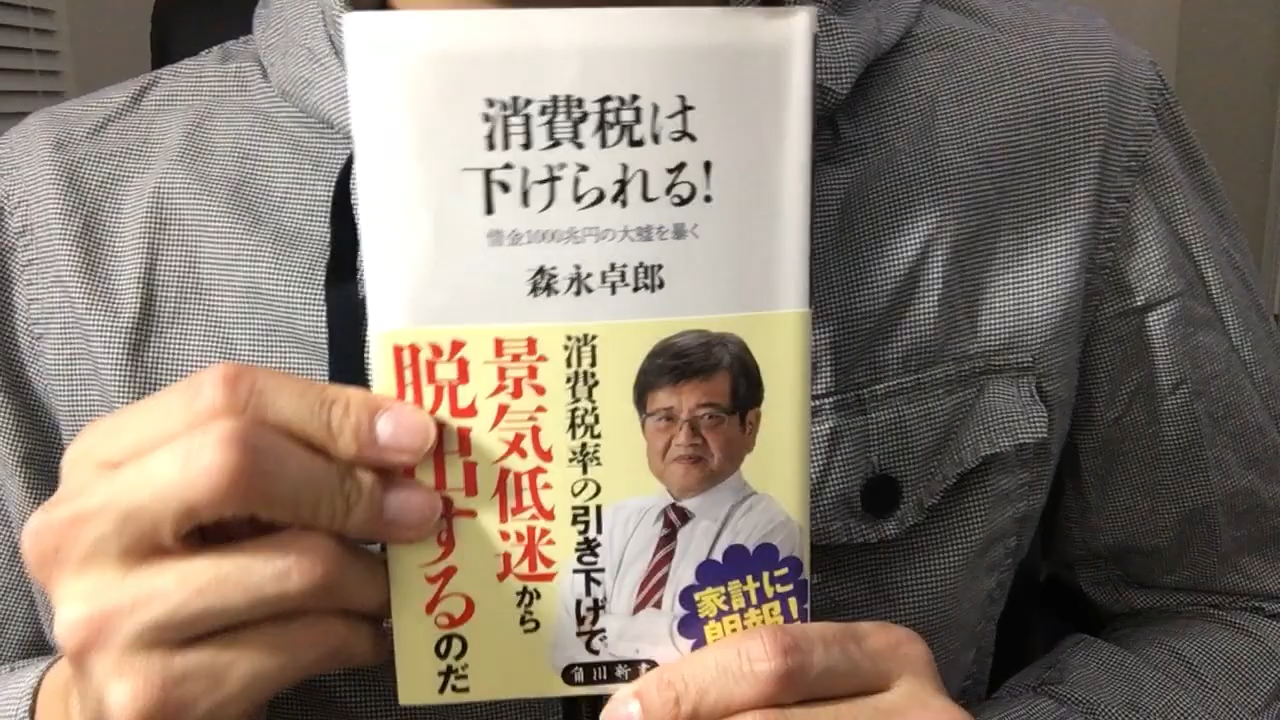 消費税は
下げられる!
借金1000兆円の大嘘を暴く
森永卓郎
消費税率の引き下げで
景気低迷から
脱出するのだ
家計に
朗報!
角川新書